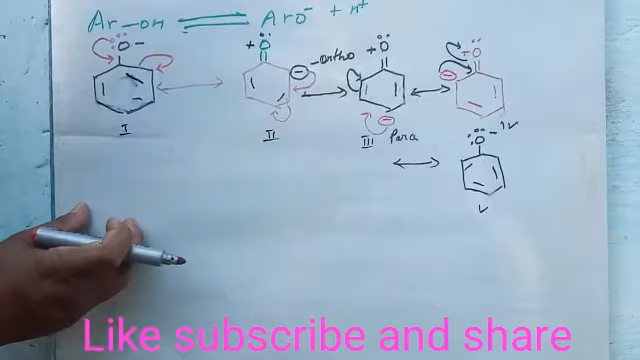 Ar-OH ⇌ ArO⁻ + H⁺
:Ö:⁻ +Ö: +Ö: +Ö:
- -ortho -
I II III Para IV
:Ö:⁻
V
Like subscribe and share